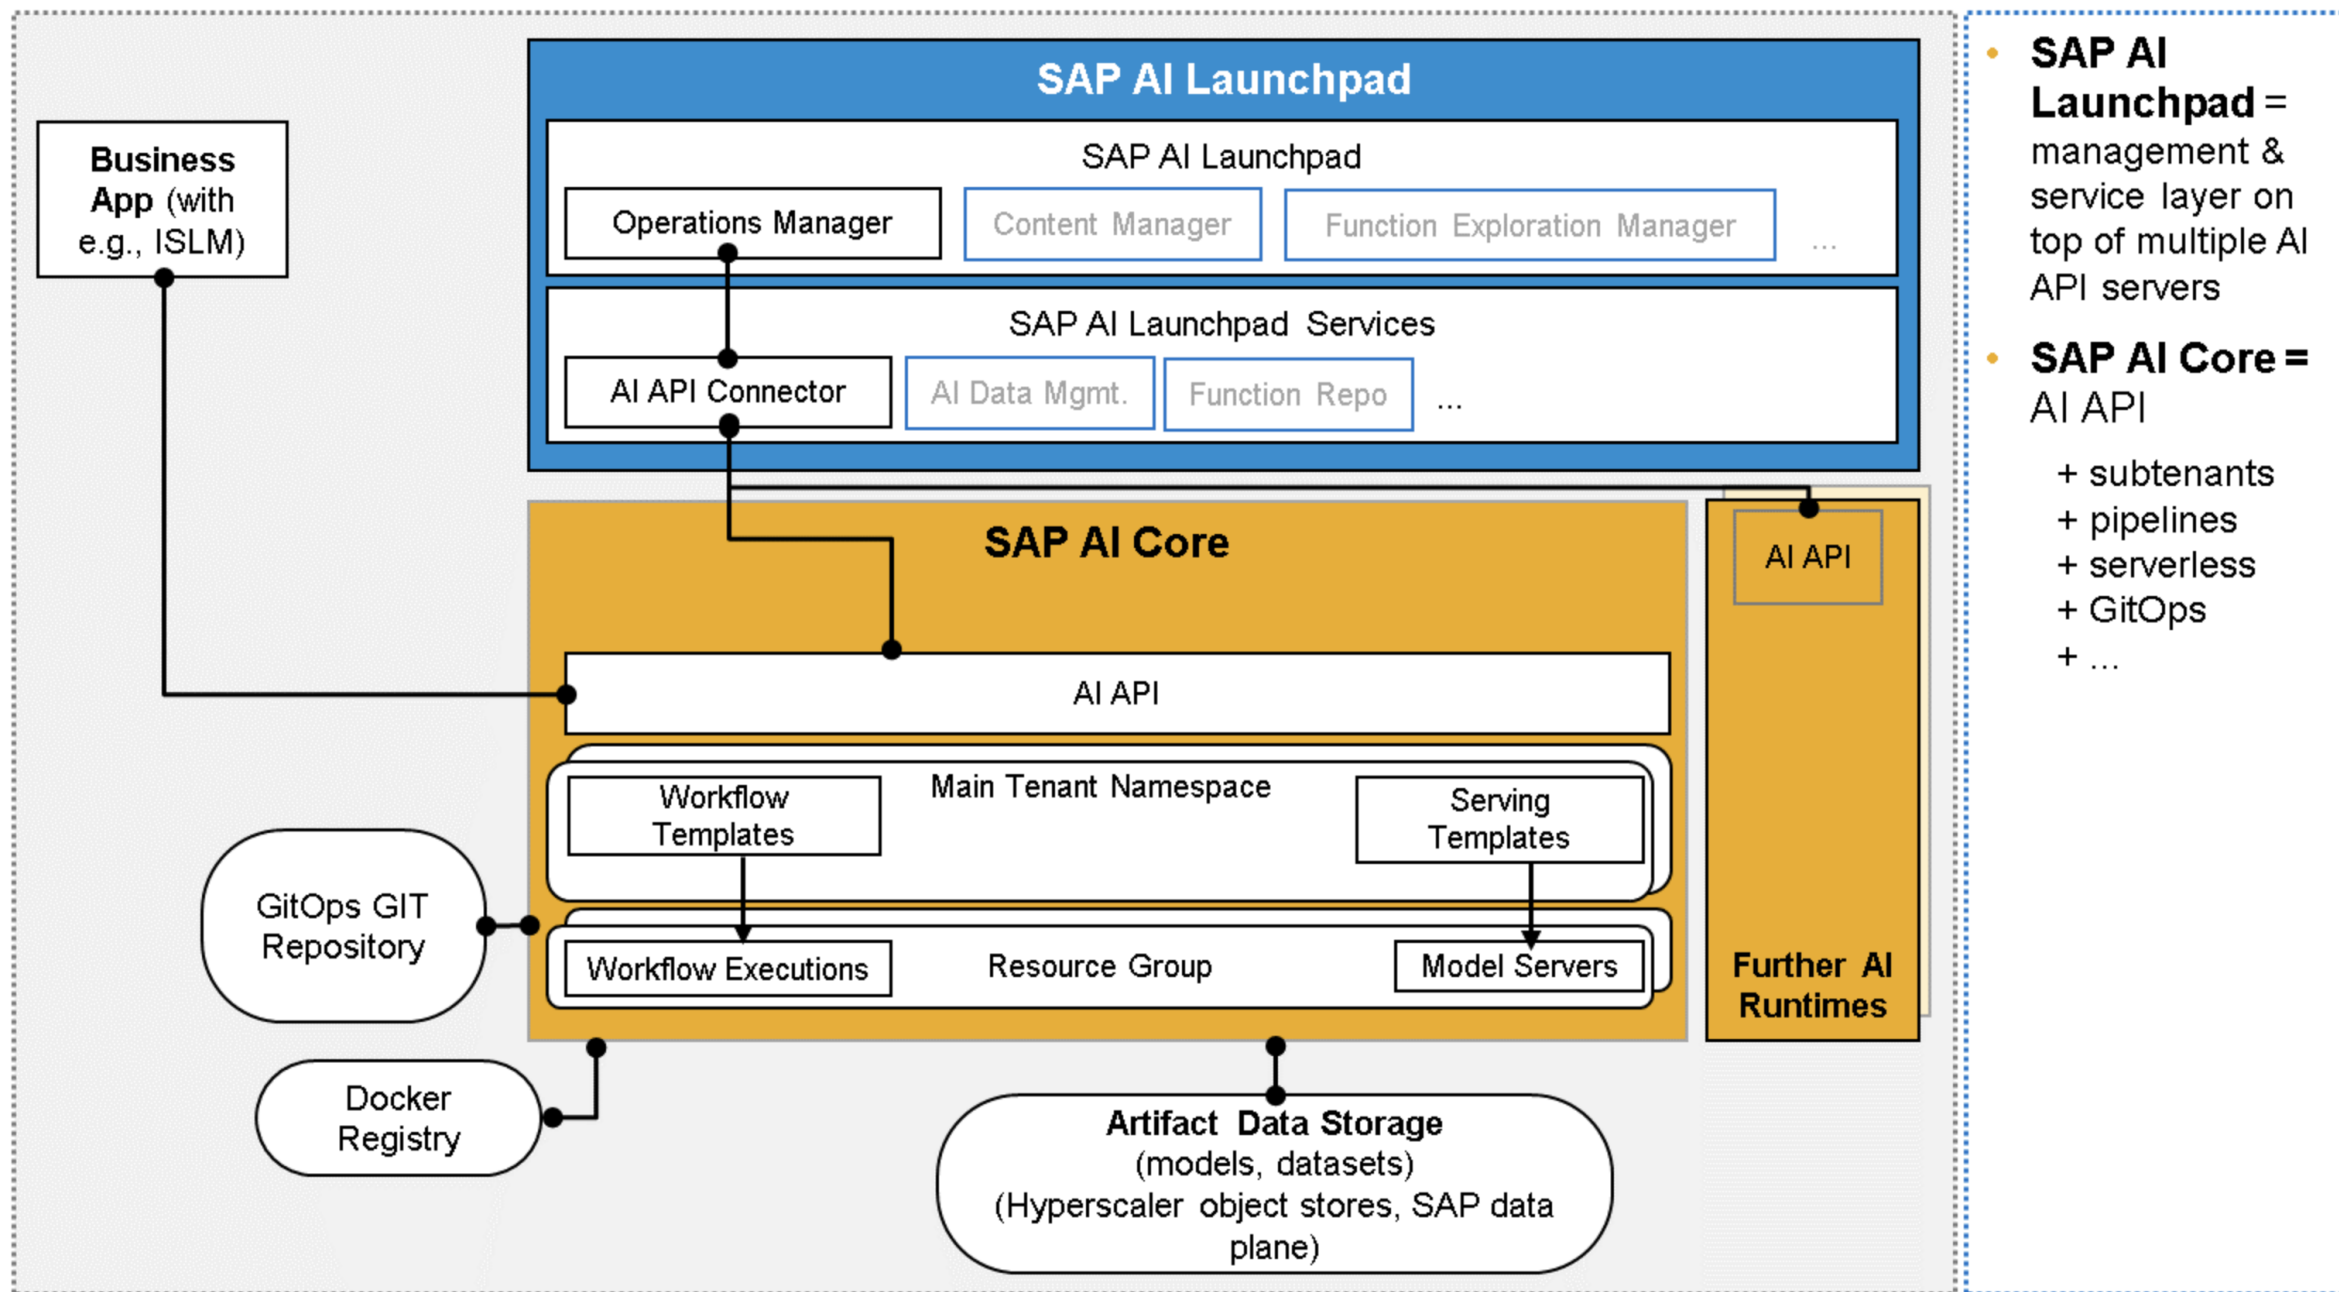 SAP AI Launchpad
SAP AI Launchpad
Operations Manager
Content Manager
Function Exploration Manager
...
SAP AI Launchpad Services
AI API Connector
AI Data Mgmt.
Function Repo
...
Business
App (with
e.g., ISLM)
SAP AI Core
AI API
Main Tenant Namespace
Workflow
Templates
Serving
Templates
Workflow Executions
Resource Group
Model Servers
AI API
Further AI
Runtimes
GitOps GIT
Repository
Docker
Registry
Artifact Data Storage
(models, datasets)
(Hyperscaler object stores, SAP data
plane)
• SAP AI
Launchpad =
management &
service layer on
top of multiple AI
API servers
• SAP AI Core =
AI API
+ subtenants
+ pipelines
+ serverless
+ GitOps
+ ...